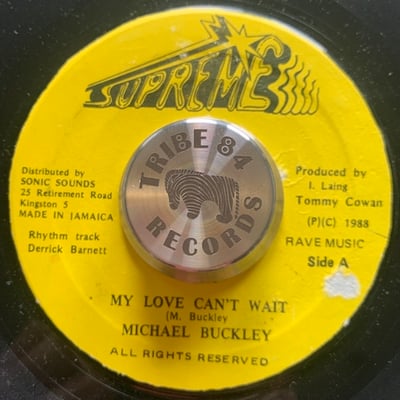 SUPREME
TRIBE 84
RECORDS
Distributed by
SONIC SOUNDS
25 Retirement Road
Kingston 5
MADE IN JAMAICA
Rhythm track
Derrick Barnett
Produced by
I. Laing
Tommy Cowan
(P)(C) 1988
RAVE MUSIC
Side A
MY LOVE CAN'T WAIT
(M. Buckley
MICHAEL BUCKLEY
ALL RIGHTS RESERVED